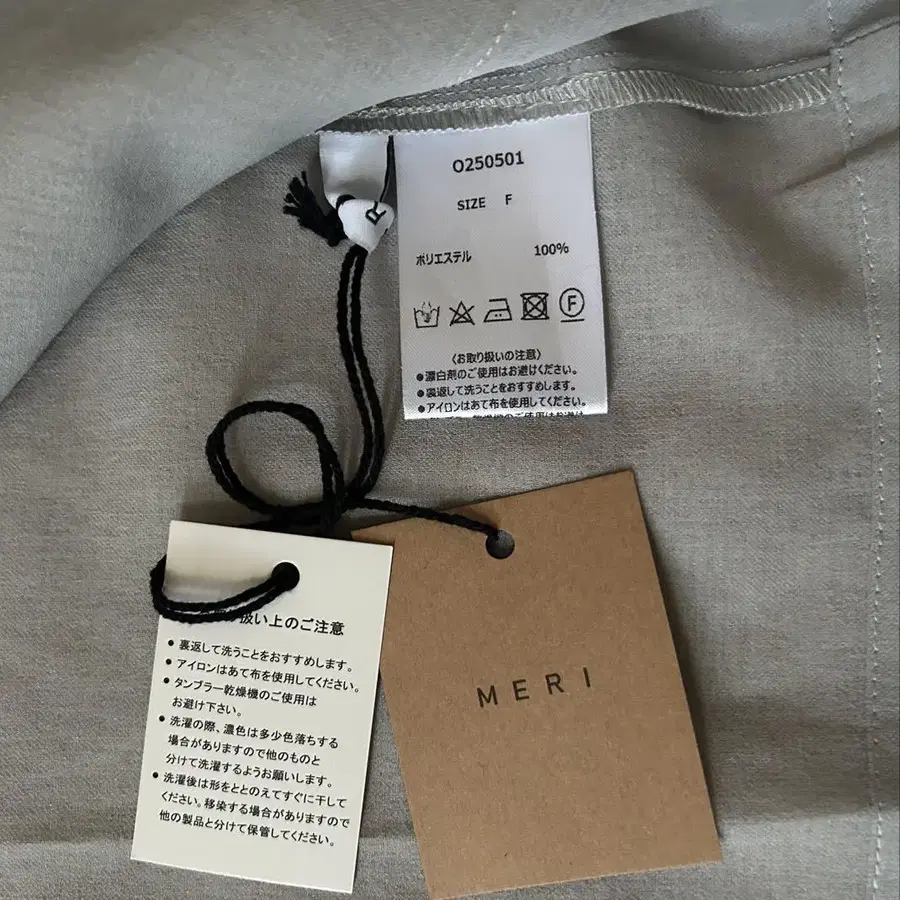 O250501
SIZE F
ポリエステル 100%
F
〈お取り扱いの注意〉
●漂白剤のご使用はお避けください。
●裏返して洗うことをおすすめします。
●アイロンはあて布を使用してください。
R
扱い上のご注意
●裏返して洗うことをおすすめします。
●アイロンはあて布を使用してください。
●タンブラー乾燥機のご使用は
お避け下さい。
●洗濯の際、濃色は多少色落ちする
場合がありますので他のものと
分けて洗濯するようお願いします。
●洗濯後は形をととのえてすぐに干して
ください。移染する場合がありますので
他の製品と分けて保管してください。
MERI